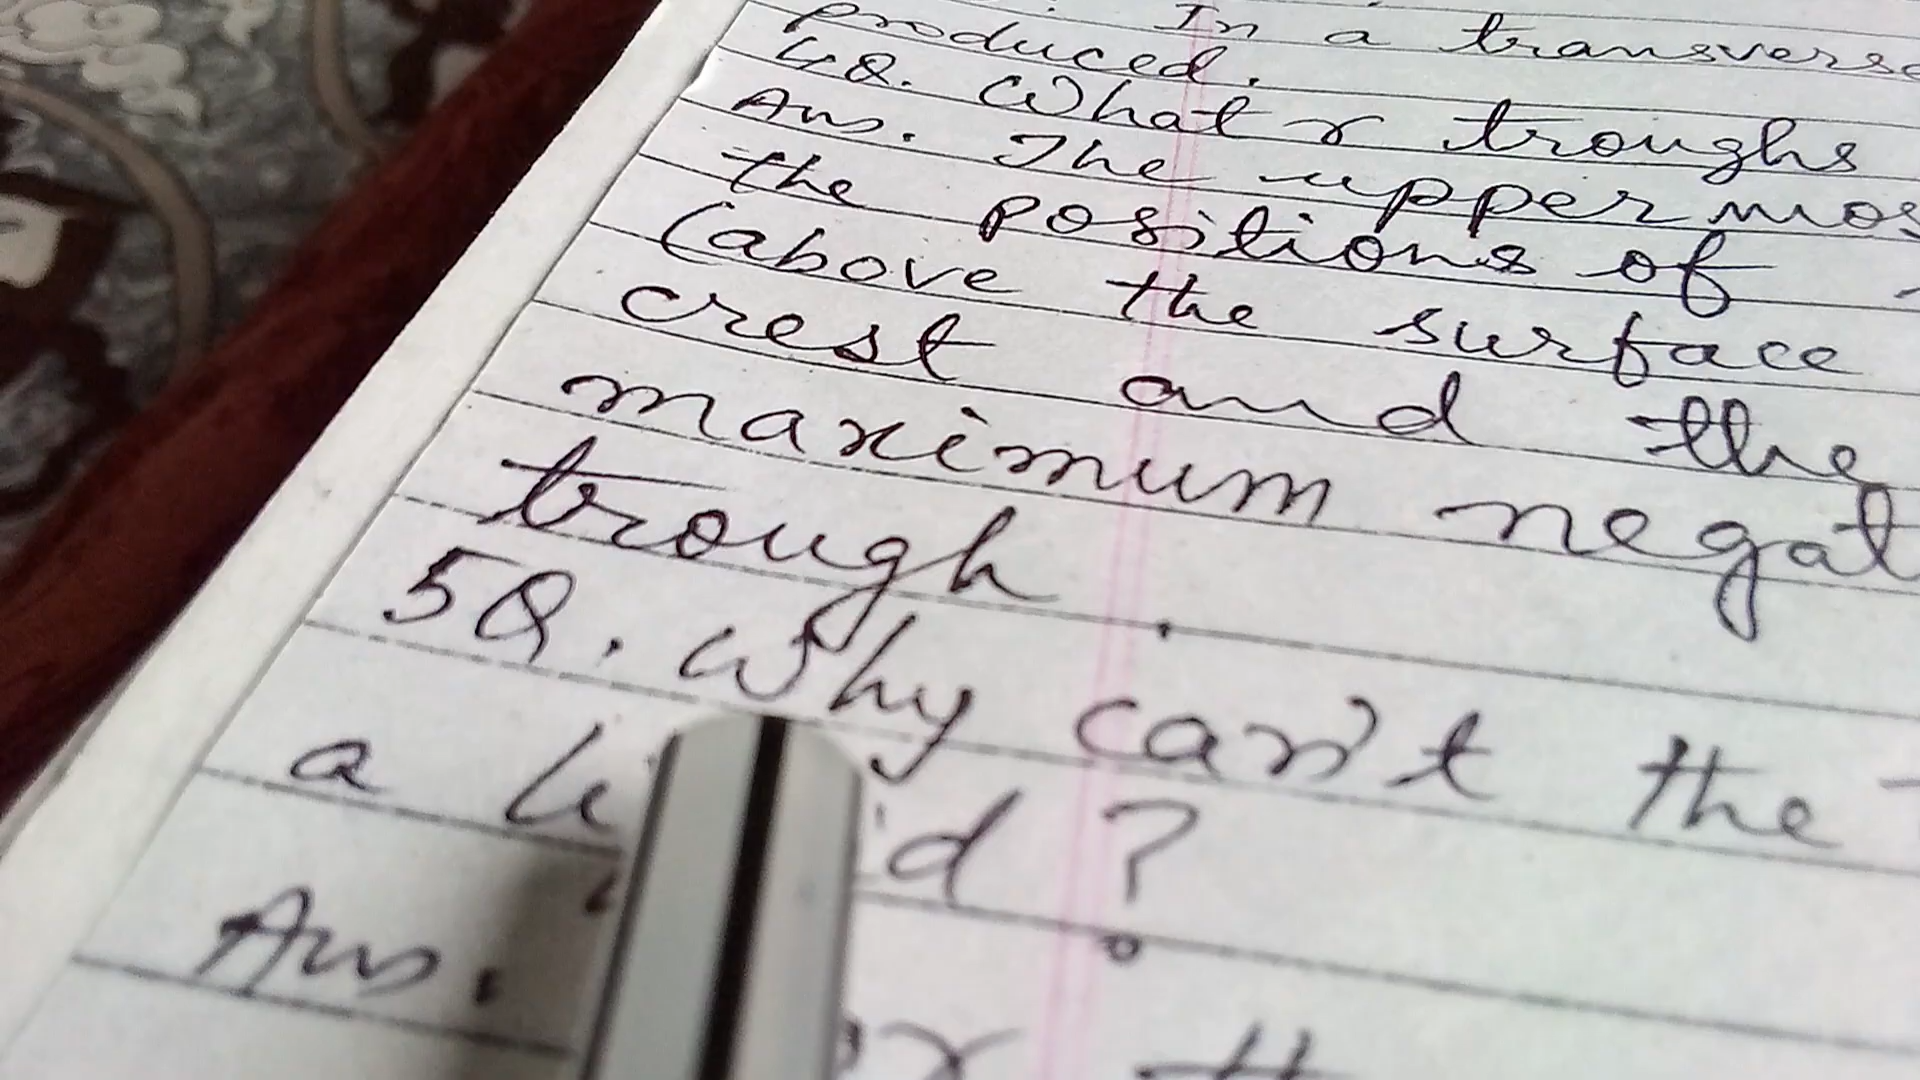 In a transverse
produced.
4Q. What r troughs
Ans. The uppermos
the positions of
(above the surface
crest and the
maximum negat
trough.
5Q. Why can't the
a d?
Ans.